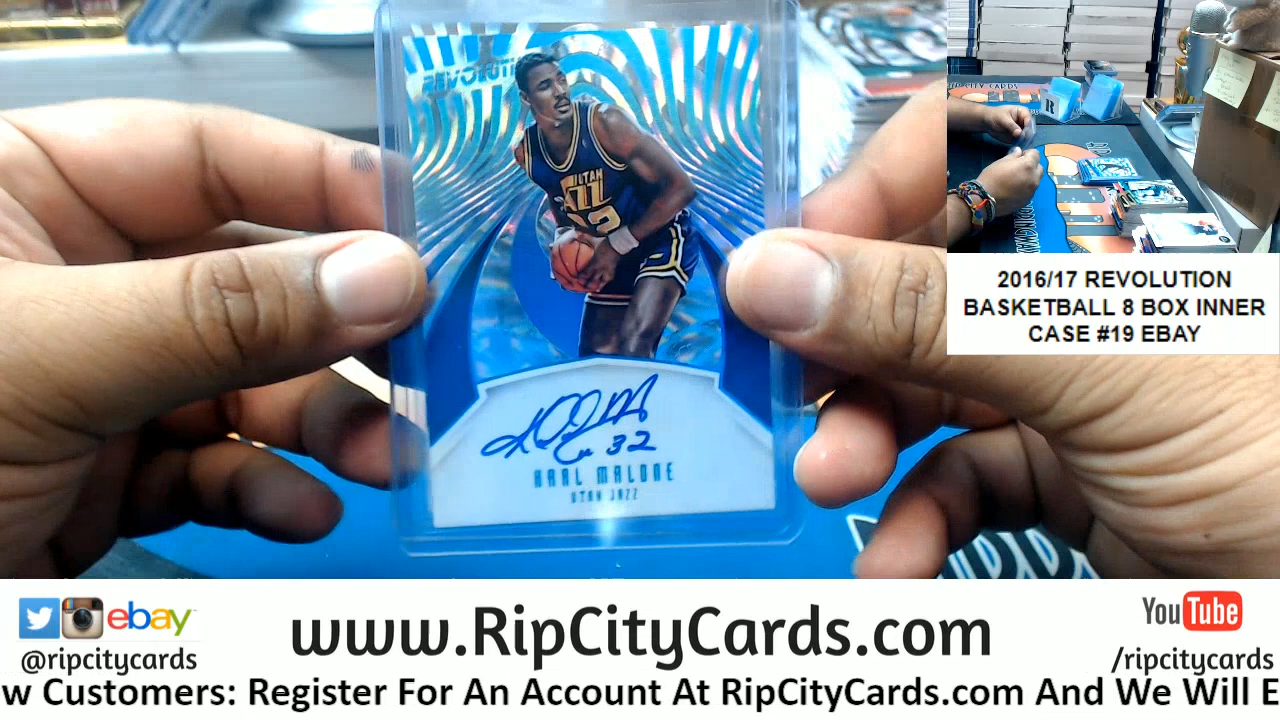 REVOLUTION
UTAH
JAZZ
32
32
KARL MALONE
UTAH JAZZ
RIP CITY CARDS
2016/17 REVOLUTION
BASKETBALL 8 BOX INNER
CASE #19 EBAY
ebay
@ripcitycards
www.RipCityCards.com
YouTube
/ripcitycards
w Customers: Register For An Account At RipCityCards.com And We Will E